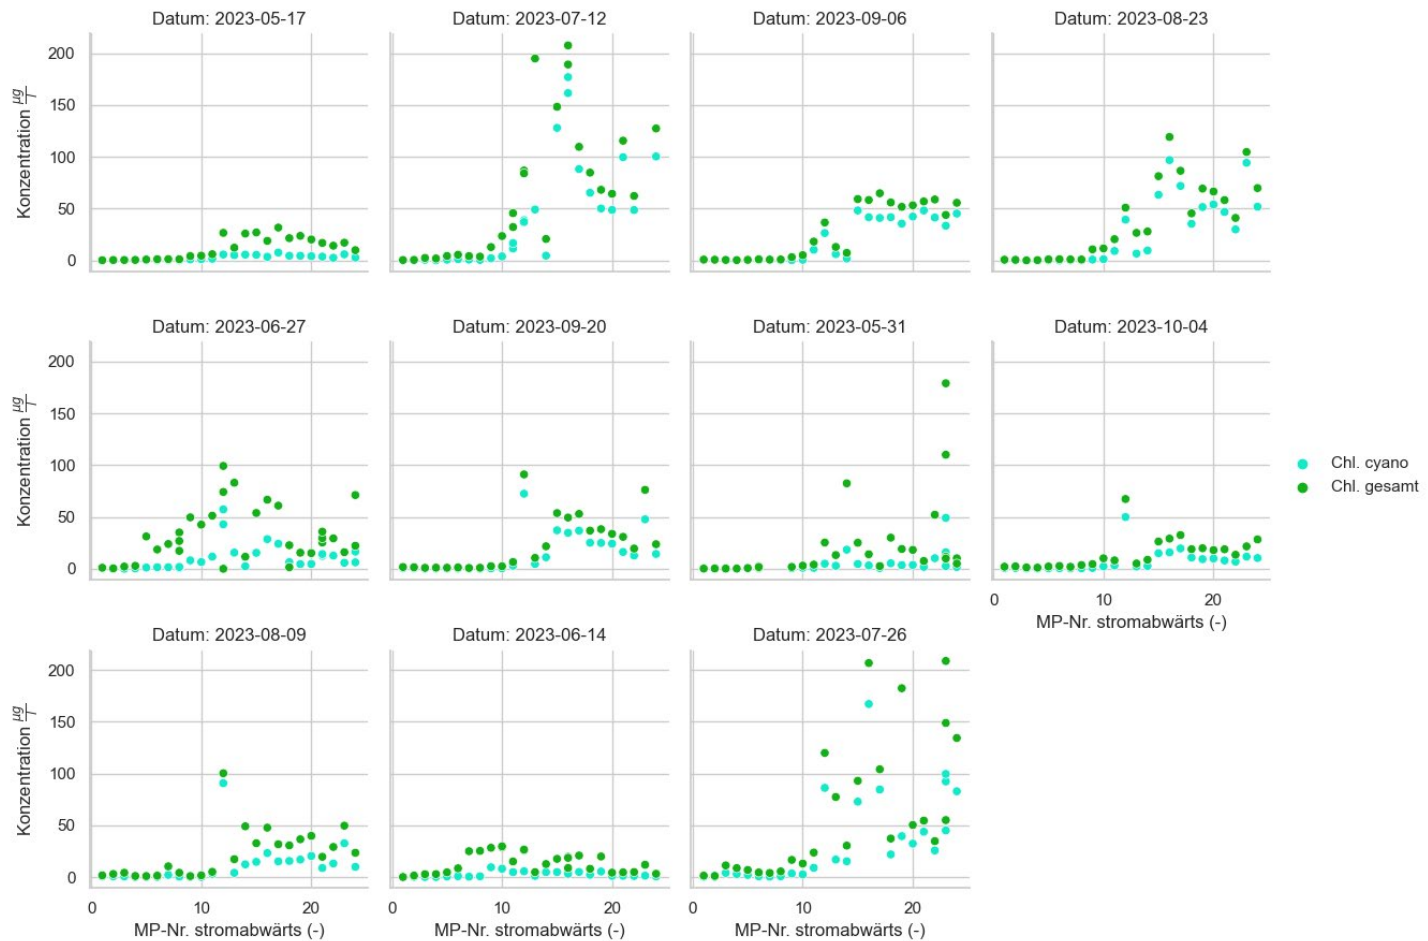 Datum: 2023-05-17
Datum: 2023-07-12
Datum: 2023-09-06
Datum: 2023-08-23
Konzentration µg/l
200
150
100
50
0
Datum: 2023-06-27
Datum: 2023-09-20
Datum: 2023-05-31
Datum: 2023-10-04
Konzentration µg/l
200
150
100
50
0
Chl. cyano
Chl. gesamt
0 10 20
MP-Nr. stromabwärts (-)
Datum: 2023-08-09
Datum: 2023-06-14
Datum: 2023-07-26
Konzentration µg/l
200
150
100
50
0
0 10 20
0 10 20
0 10 20
MP-Nr. stromabwärts (-)
MP-Nr. stromabwärts (-)
MP-Nr. stromabwärts (-)